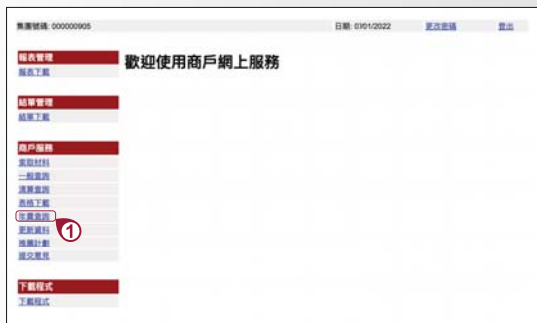 集團號碼: 000000905 日期: 03/01/2022 更改密碼 登出
報表管理
報表下載
歡迎使用商戶網上服務
結單管理
結單下載
商戶服務
索取材料
一般查詢
清算查詢
表格下載
年費查詢
1
更新資料
推薦計劃
提交意見
下載程式
下載程式